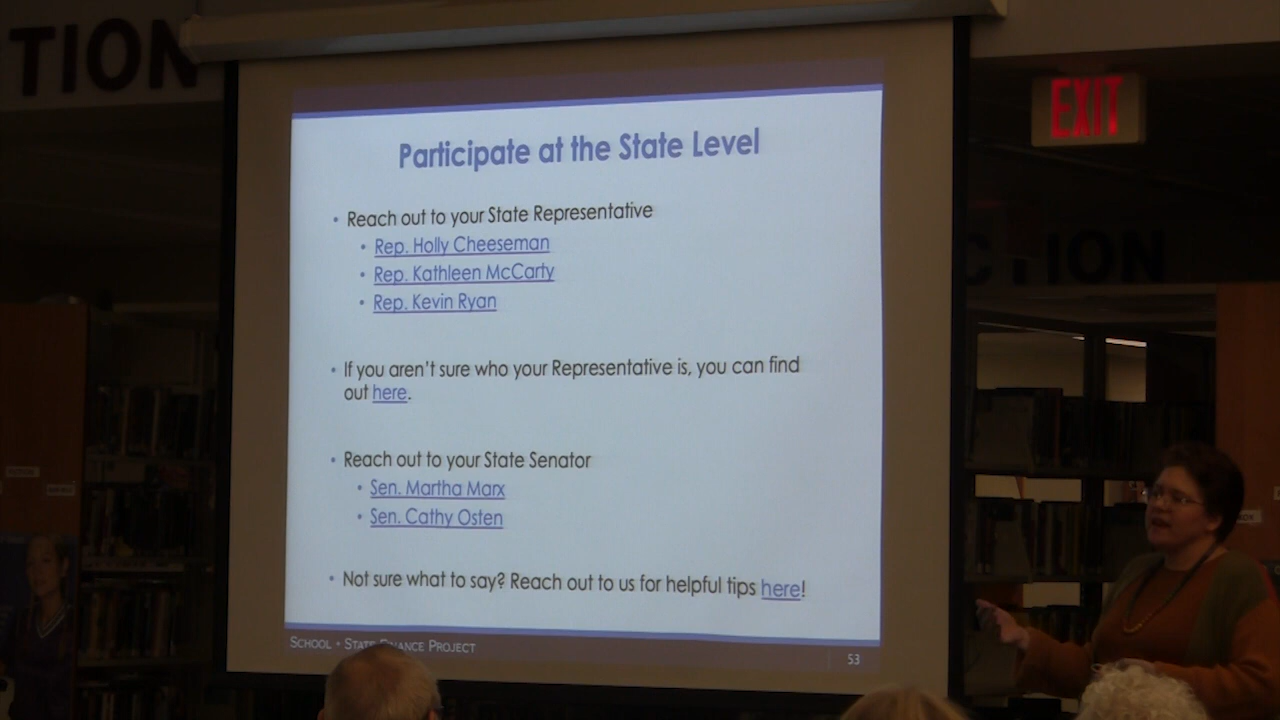 TION
EXIT
Participate at the State Level
• Reach out to your State Representative
• Rep. Holly Cheeseman
• Rep. Kathleen McCarty
• Rep. Kevin Ryan
• If you aren't sure who your Representative is, you can find
out here.
• Reach out to your State Senator
• Sen. Martha Marx
• Sen. Cathy Osten
• Not sure what to say? Reach out to us for helpful tips here!
SCHOOL + STATE FINANCE PROJECT
53